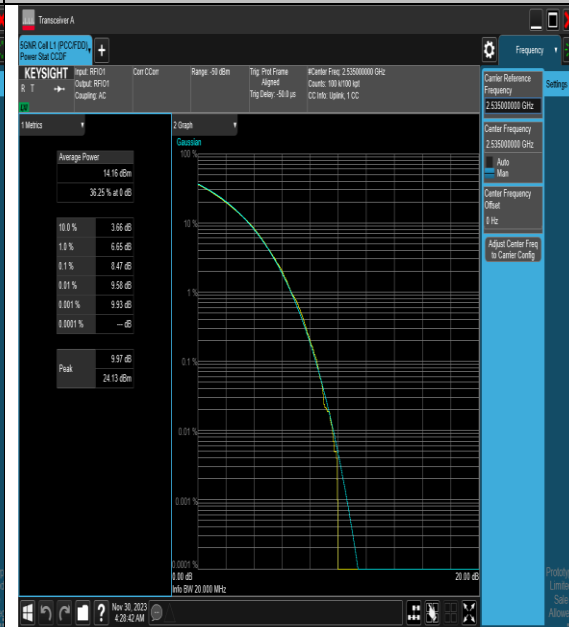 Transceiver A
5GNR Cell L1 (PCC/FDD),
Power Stat CCDF
Frequency
KEYSIGHT
R T
Input: RFIO1
Output: RFIO1
Coupling: AC
Corr CCorr
Range: -50 dBm
Trig: Prot Frame
Aligned
Trig Delay: -50.0 µs
#Center Freq: 2.535000000 GHz
Counts: 100 k/100 kpt
CC Info: Uplink, 1 CC
1 Metrics
Average Power
14.16 dBm
36.25 % at 0 dB
10.0 % 3.66 dB
1.0 % 6.65 dB
0.1 % 8.47 dB
0.01 % 9.58 dB
0.001 % 9.93 dB
0.0001 % --- dB
Peak
9.97 dB
24.13 dBm
2 Graph
Gaussian
100 %
10 %
1 %
0.1 %
0.01 %
0.001 %
0.0001 %
0.00 dB
20.00 dB
Info BW 20.000 MHz
Carrier Reference
Frequency
2.535000000 GHz
Center Frequency
2.535000000 GHz
Auto
Man
Center Frequency
Offset
0 Hz
Adjust Center Freq
to Carrier Config
Settings
Nov 30, 2023
4:28:42 AM